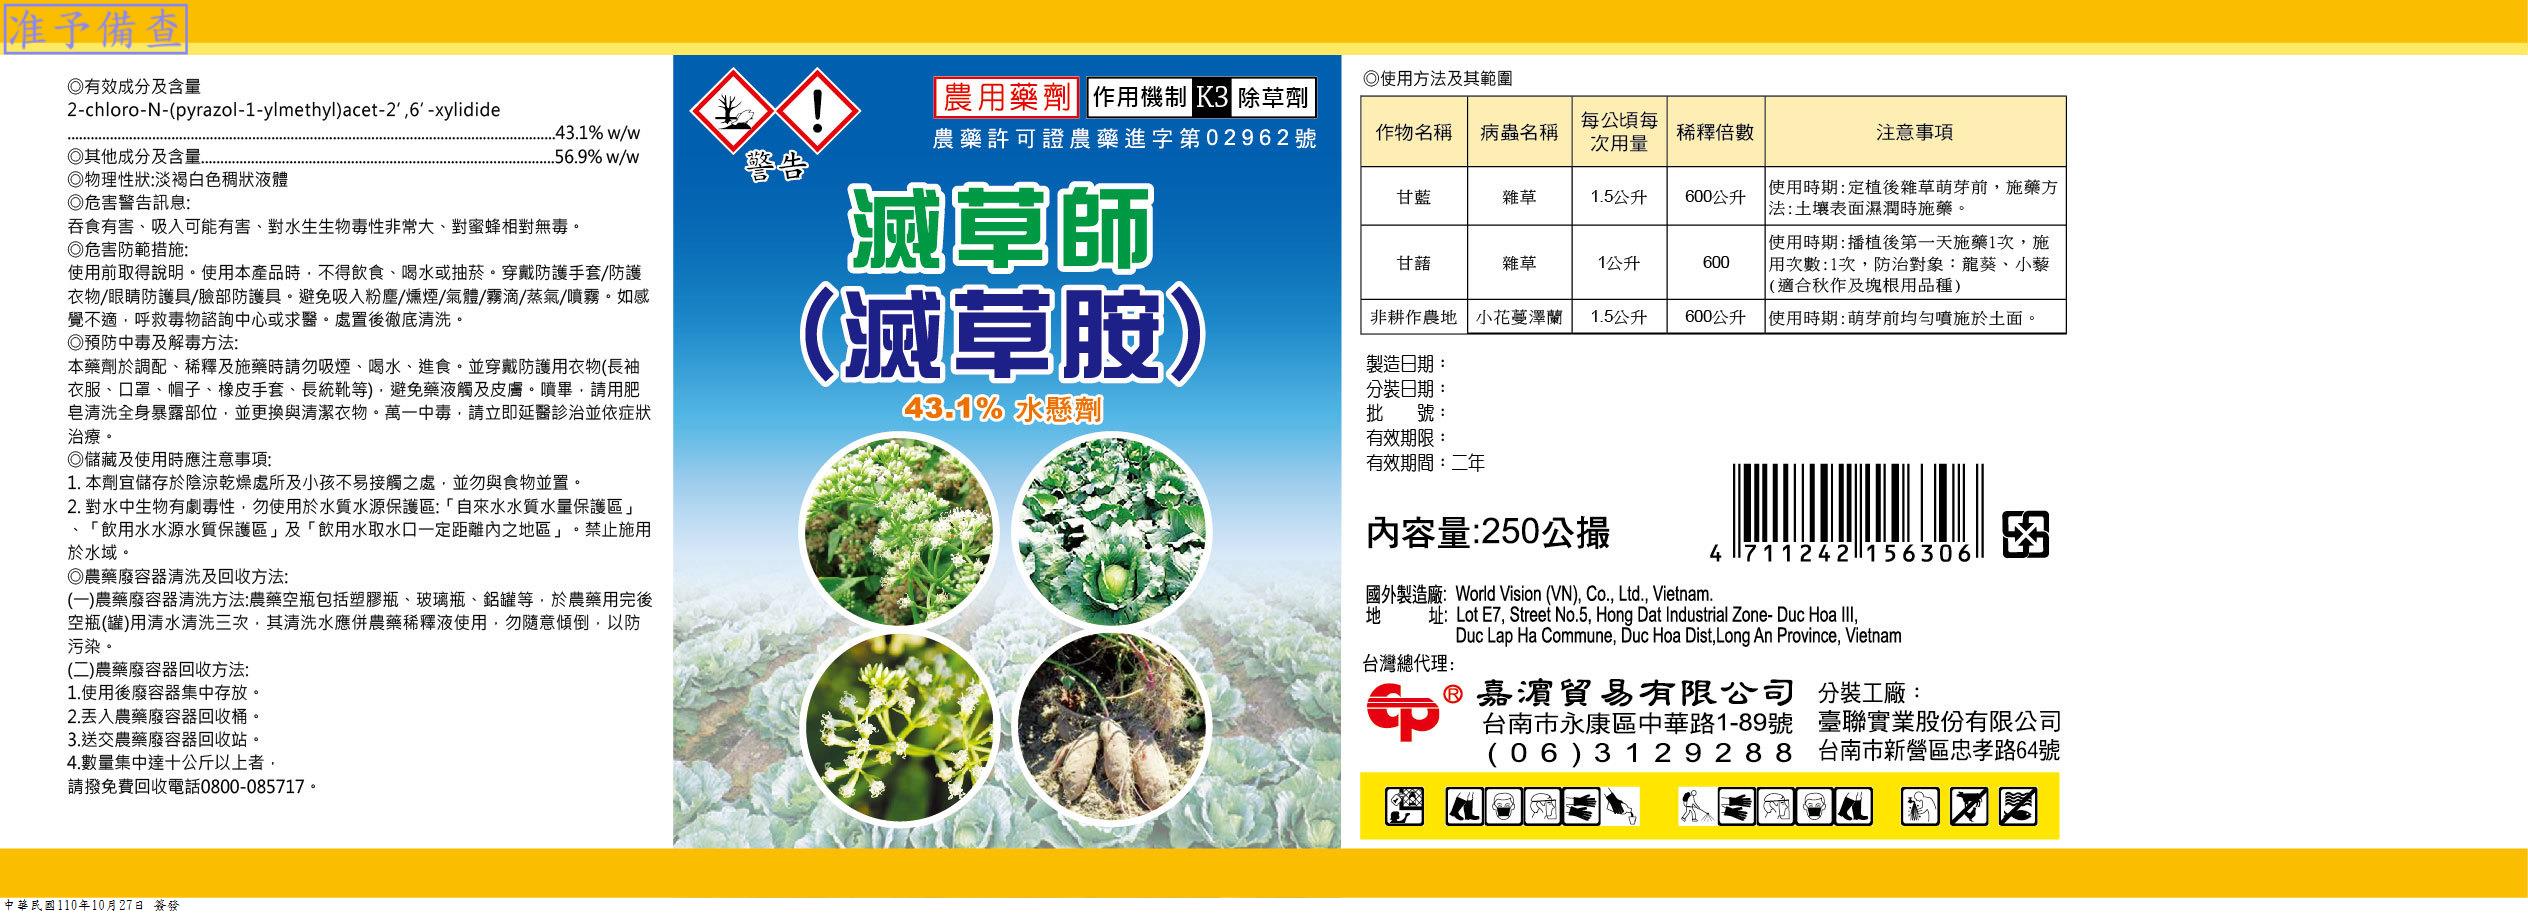 准予備查
◎有效成分及含量
2-chloro-N-(pyrazol-1-ylmethyl)acet-2′,6′-xylidide
..........43.1% w/w
◎其他成分及含量..........56.9% w/w
◎物理性狀:淡褐白色稠狀液體
◎危害警告訊息:
吞食有害、吸入可能有害、對水生生物毒性非常大、對蜜蜂相對無毒。
◎危害防範措施:
使用前取得說明。使用本產品時，不得飲食、喝水或抽菸。穿戴防護手套/防護
衣物/眼睛防護具/臉部防護具。避免吸入粉塵/燻煙/氣體/霧滴/蒸氣/噴霧。如感
覺不適，呼救毒物諮詢中心或求醫。處置後徹底清洗。
◎預防中毒及解毒方法:
本藥劑於調配、稀釋及施藥時請勿吸煙、喝水、進食。並穿戴防護用衣物(長袖
衣服、口罩、帽子、橡皮手套、長統靴等)，避免藥液觸及皮膚。噴畢，請用肥
皂清洗全身暴露部位，並更換與清潔衣物。萬一中毒，請立即延醫診治並依症狀
治療。
◎儲藏及使用時應注意事項:
1. 本劑宜儲存於陰涼乾燥處所及小孩不易接觸之處，並勿與食物並置。
2. 對水中生物有劇毒性，勿使用於水質水源保護區:「自來水水質水量保護區」
、「飲用水水源水質保護區」及「飲用水取水口一定距離內之地區」。禁止施用
於水域。
◎農藥廢容器清洗及回收方法:
(一)農藥廢容器清洗方法:農藥空瓶包括塑膠瓶、玻璃瓶、鋁罐等，於農藥用完後
空瓶(罐)用清水清洗三次，其清洗水應併農藥稀釋液使用，勿隨意傾倒，以防
污染。
(二)農藥廢容器回收方法:
1.使用後廢容器集中存放。
2.丟入農藥廢容器回收桶。
3.送交農藥廢容器回收站。
4.數量集中達十公斤以上者，
請撥免費回收電話0800-085717。
警告
農用藥劑 作用機制 K3 除草劑
農藥許可證農藥進字第02962號
滅草師
(滅草胺)
43.1% 水懸劑
◎使用方法及其範圍
作物名稱 病蟲名稱 每公頃每次用量 稀釋倍數 注意事項
甘藍 雜草 1.5公升 600公升 使用時期:定植後雜草萌芽前，施藥方
法:土壤表面濕潤時施藥。
甘藷 雜草 1公升 600 使用時期:播植後第一天施藥1次，施
用次數:1次，防治對象：龍葵、小藜
(適合秋作及塊根用品種)
非耕作農地 小花蔓澤蘭 1.5公升 600公升 使用時期:萌芽前均勻噴施於土面。
製造日期：
分裝日期：
批　號：
有效期限：
有效期間：二年
內容量:250公撮
4 711242 156306
國外製造廠: World Vision (VN), Co., Ltd., Vietnam.
地　址: Lot E7, Street No.5, Hong Dat Industrial Zone- Duc Hoa III,
Duc Lap Ha Commune, Duc Hoa Dist,Long An Province, Vietnam
台灣總代理:
CP® 嘉濱貿易有限公司
台南市永康區中華路1-89號
(06)3129288
分裝工廠：
臺聯實業股份有限公司
台南市新營區忠孝路64號
中華民國110年10月27日 簽發